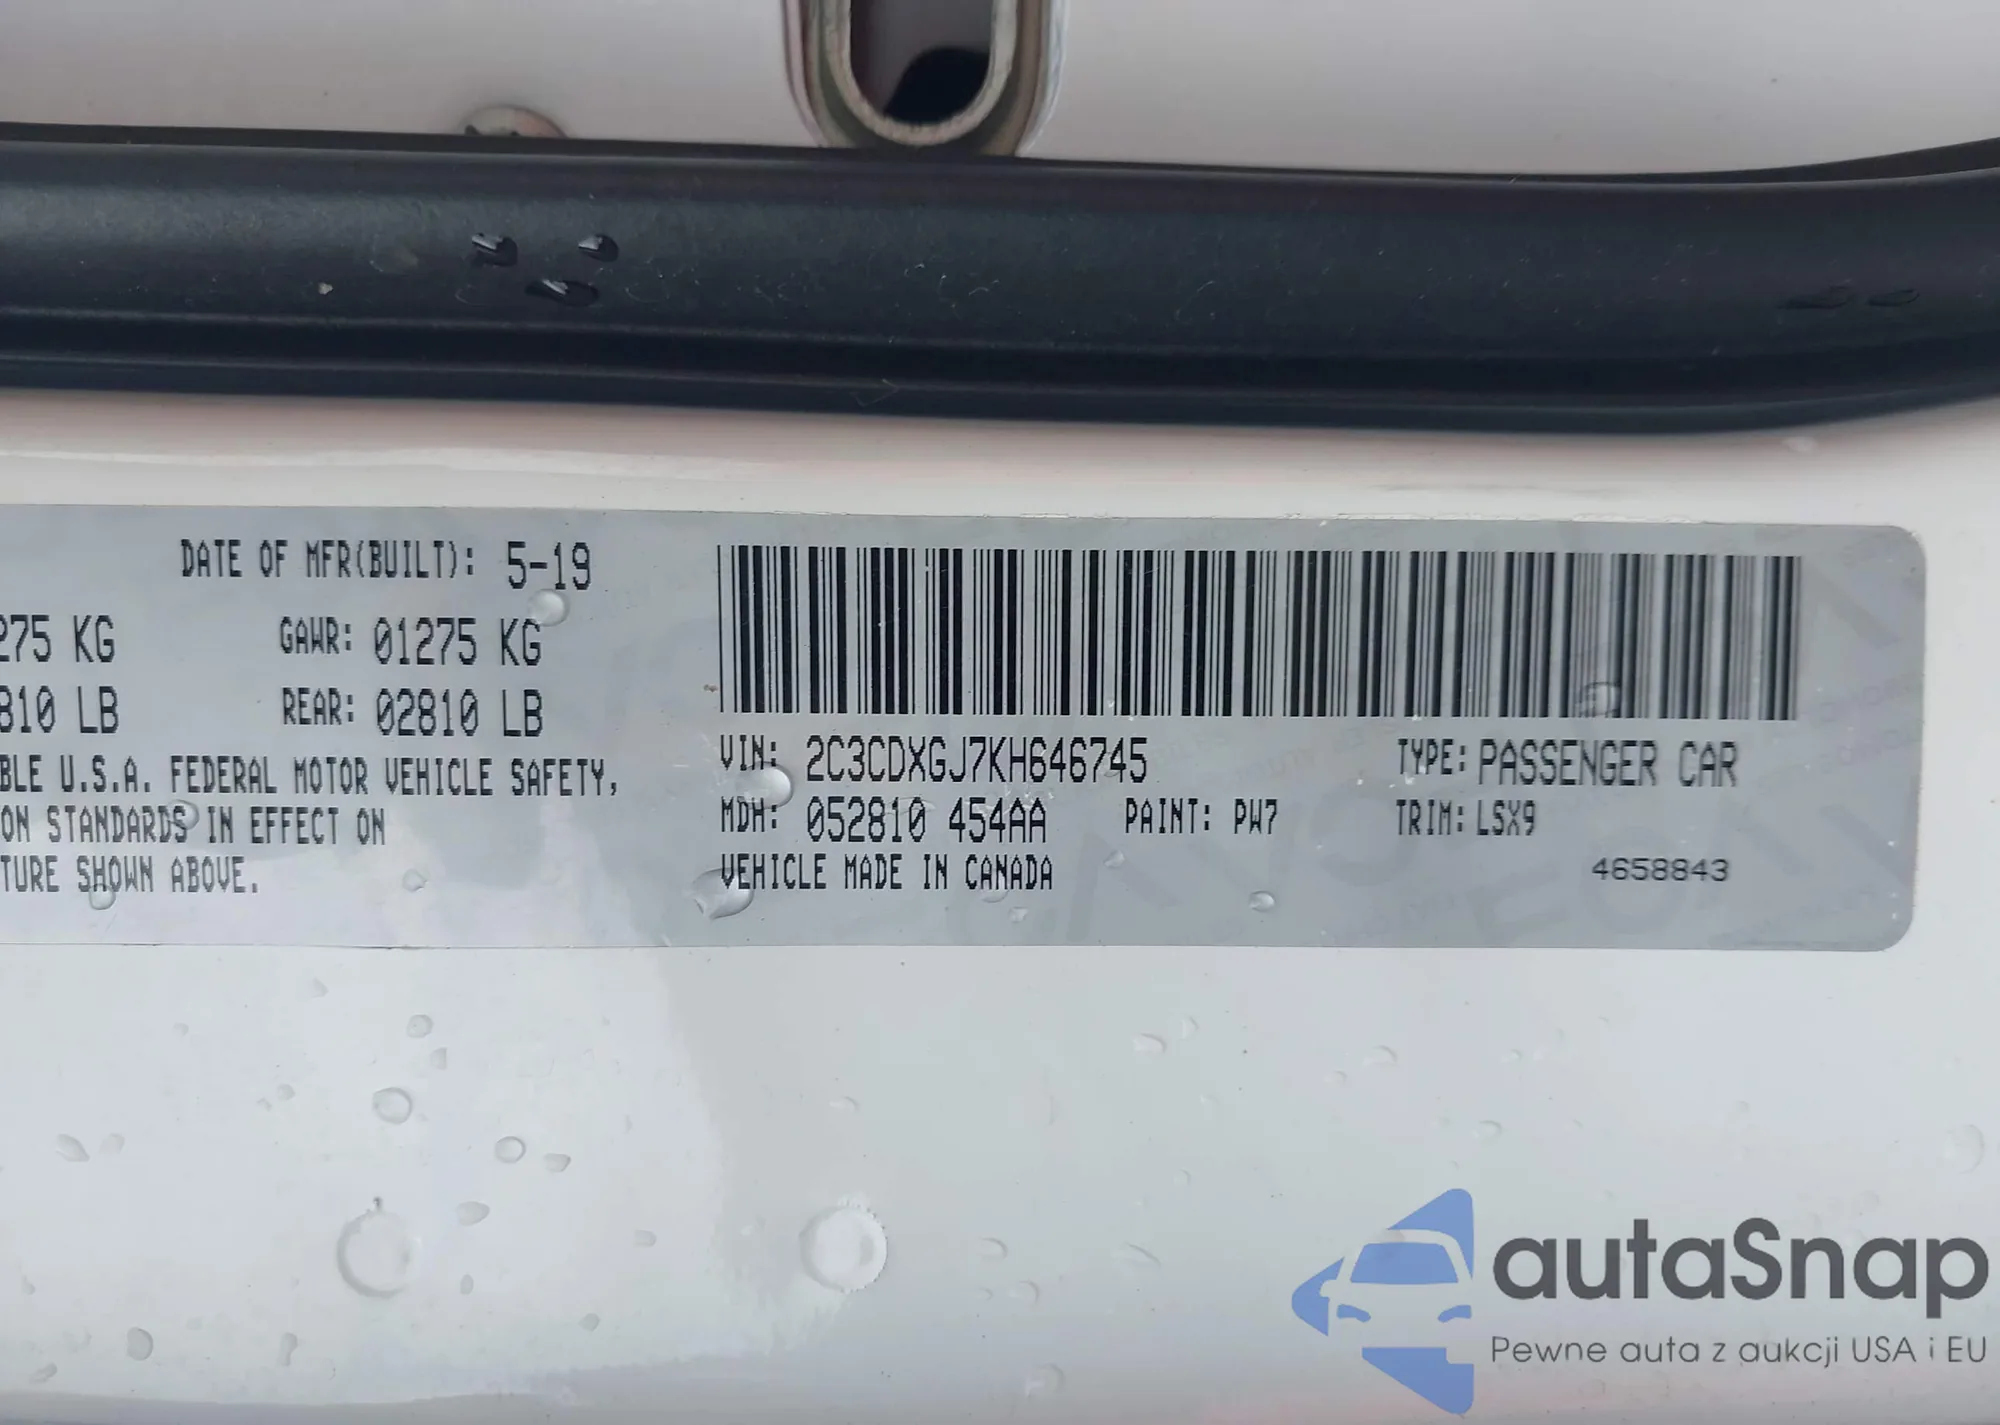 DATE OF MFR(BUILT): 5-19
275 KG GAWR: 01275 KG
810 LB REAR: 02810 LB
BLE U.S.A. FEDERAL MOTOR VEHICLE SAFETY,
ON STANDARDS IN EFFECT ON
TURE SHOWN ABOVE.
VIN: 2C3CDXGJ7KH646745 TYPE: PASSENGER CAR
MDH: 052810 454AA PAINT: PW7 TRIM: LSX9
VEHICLE MADE IN CANADA
4658843
autaSnap
Pewne auta z aukcji USA i EU